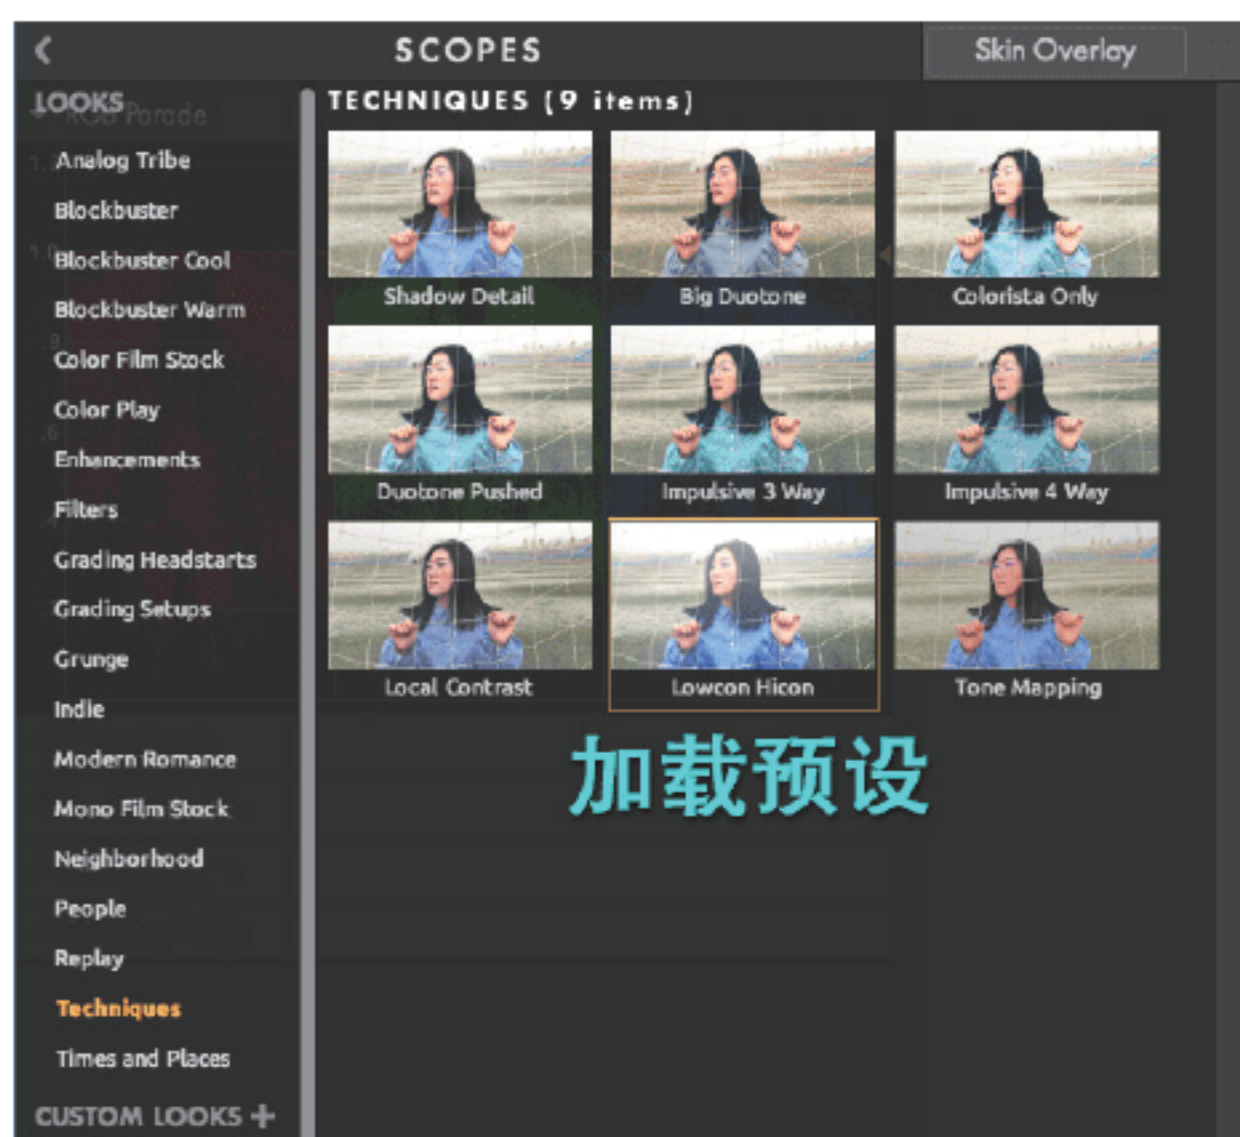 SCOPES
Skin Overlay
LOOKS
RGB Parade
Analog Tribe
Blockbuster
Blockbuster Cool
Blockbuster Warm
Color Film Stock
Color Play
Enhancements
Filters
Grading Headstarts
Grading Setups
Grunge
Indie
Modern Romance
Mono Film Stock
Neighborhood
People
Replay
Techniques
Times and Places
CUSTOM LOOKS +
TECHNIQUES (9 items)
Shadow Detail
Big Duotone
Colorista Only
Duotone Pushed
Impulsive 3 Way
Impulsive 4 Way
Local Contrast
Lowcon Hicon
Tone Mapping
加载预设